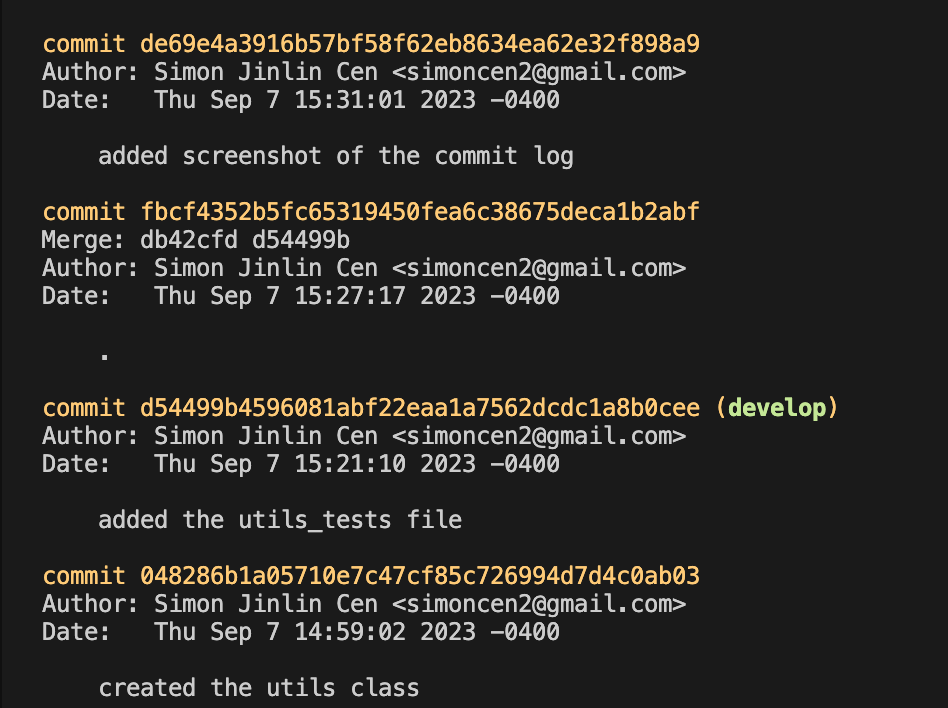 commit de69e4a3916b57bf58f62eb8634ea62e32f898a9
Author: Simon Jinlin Cen <simoncen2@gmail.com>
Date:   Thu Sep 7 15:31:01 2023 -0400
added screenshot of the commit log
commit fbcf4352b5fc65319450fea6c38675deca1b2abf
Merge: db42cfd d54499b
Author: Simon Jinlin Cen <simoncen2@gmail.com>
Date:   Thu Sep 7 15:27:17 2023 -0400
.
commit d54499b4596081abf22eaa1a7562dcdc1a8b0cee (develop)
Author: Simon Jinlin Cen <simoncen2@gmail.com>
Date:   Thu Sep 7 15:21:10 2023 -0400
added the utils_tests file
commit 048286b1a05710e7c47cf85c726994d7d4c0ab03
Author: Simon Jinlin Cen <simoncen2@gmail.com>
Date:   Thu Sep 7 14:59:02 2023 -0400
created the utils class